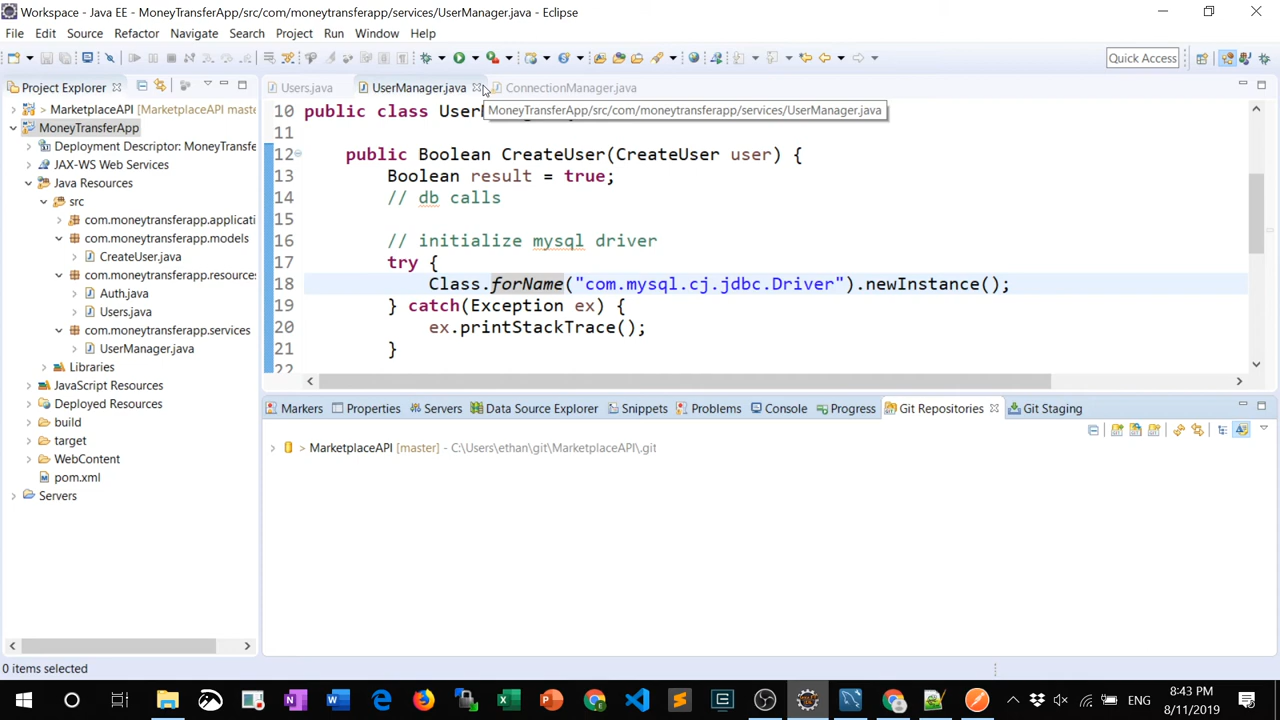 Workspace - Java EE - MoneyTransferApp/src/com/moneytransferapp/services/UserManager.java - Eclipse
File Edit Source Refactor Navigate Search Project Run Window Help
Quick Access
Project Explorer
MarketplaceAPI [MarketplaceAPI mast
MoneyTransferApp
Deployment Descriptor: MoneyTransfe
JAX-WS Web Services
Java Resources
src
com.moneytransferapp.applicati
com.moneytransferapp.models
CreateUser.java
com.moneytransferapp.resources
Auth.java
Users.java
com.moneytransferapp.services
UserManager.java
Libraries
JavaScript Resources
Deployed Resources
build
target
WebContent
pom.xml
Servers
Users.java UserManager.java ConnectionManager.java
MoneyTransferApp/src/com/moneytransferapp/services/UserManager.java
10 public class User
11
12 public Boolean CreateUser(CreateUser user) {
13 Boolean result = true;
14 // db calls
15
16 // initialize mysql driver
17 try {
18 Class.forName("com.mysql.cj.jdbc.Driver").newInstance();
19 } catch(Exception ex) {
20 ex.printStackTrace();
21 }
22
Markers Properties Servers Data Source Explorer Snippets Problems Console Progress Git Repositories Git Staging
> MarketplaceAPI [master] - C:\Users\ethan\git\MarketplaceAPI\.git
0 items selected
ENG
8:43 PM
8/11/2019